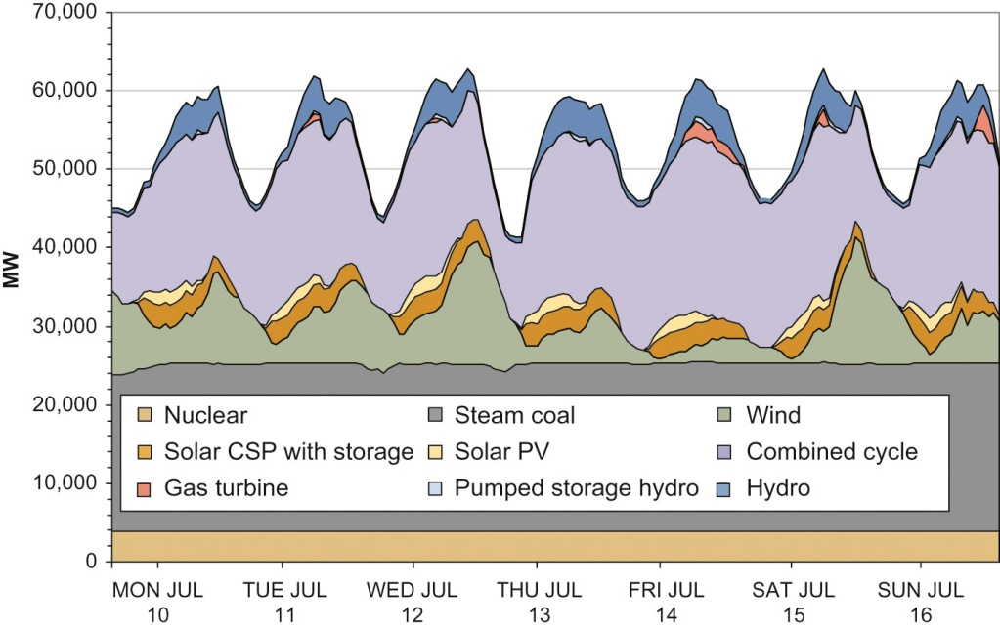 70,000
60,000
50,000
40,000
30,000
20,000
10,000
0
MW
Nuclear Steam coal Wind
Solar CSP with storage Solar PV Combined cycle
Gas turbine Pumped storage hydro Hydro
MON JUL TUE JUL WED JUL THU JUL FRI JUL SAT JUL SUN JUL
10 11 12 13 14 15 16